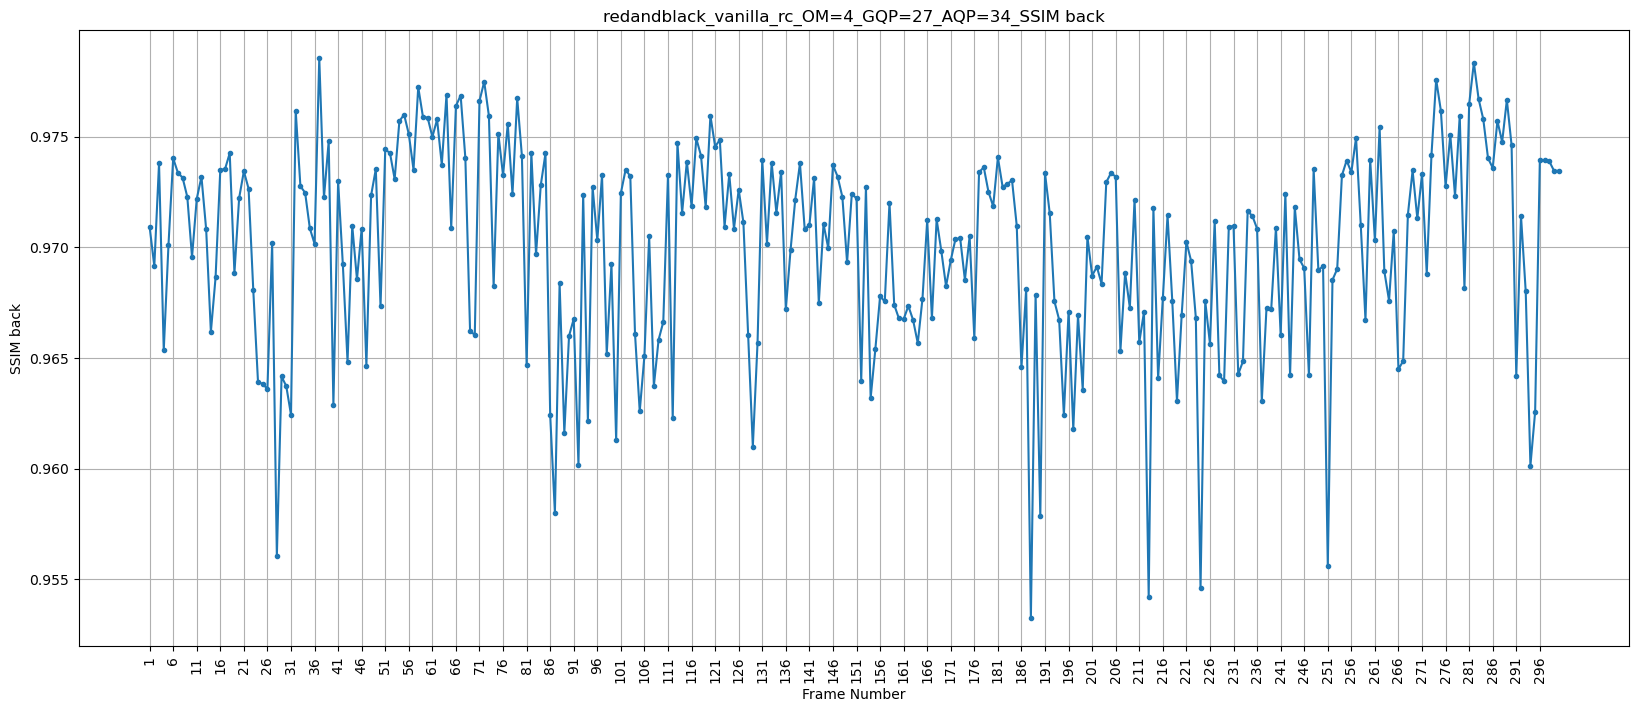 redandblack_vanilla_rc_OM=4_GQP=27_AQP=34_SSIM back
SSIM back
0.975
0.970
0.965
0.960
0.955
1 6 11 16 21 26 31 36 41 46 51 56 61 66 71 76 81 86 91 96 101 106 111 116 121 126 131 136 141 146 151 156 161 166 171 176 181 186 191 196 201 206 211 216 221 226 231 236 241 246 251 256 261 266 271 276 281 286 291 296
Frame Number